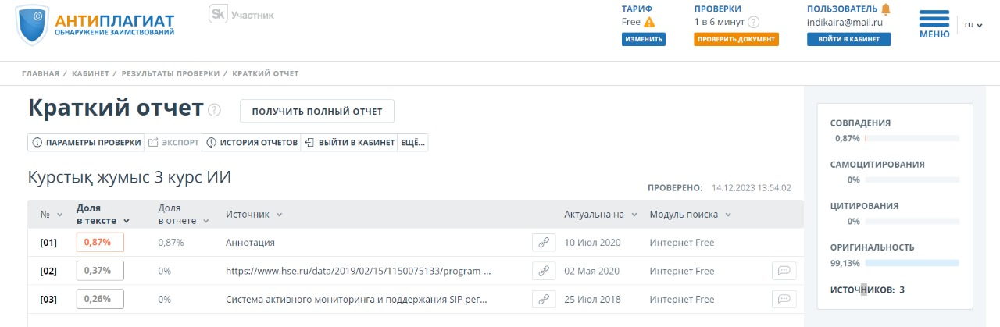 АНТИПЛАГИАТ
ОБНАРУЖЕНИЕ ЗАИМСТВОВАНИЙ
Sk Участник
ТАРИФ
Free
ИЗМЕНИТЬ
ПРОВЕРКИ
1 в 6 минут ?
ПРОВЕРИТЬ ДОКУМЕНТ
ПОЛЬЗОВАТЕЛЬ
indikaira@mail.ru
ВОЙТИ В КАБИНЕТ
МЕНЮ
ru
ГЛАВНАЯ / КАБИНЕТ / РЕЗУЛЬТАТЫ ПРОВЕРКИ / КРАТКИЙ ОТЧЕТ
Краткий отчет ? ПОЛУЧИТЬ ПОЛНЫЙ ОТЧЕТ
ПАРАМЕТРЫ ПРОВЕРКИ ЭКСПОРТ ИСТОРИЯ ОТЧЕТОВ ВЫЙТИ В КАБИНЕТ ЕЩЁ...
Курстық жумыс 3 курс ИИ
ПРОВЕРЕНО: 14.12.2023 13:54:02
№ Доля в тексте Доля в отчете Источник Актуальна на Модуль поиска
[01] 0,87% 0,87% Аннотация 10 Июл 2020 Интернет Free
[02] 0,37% 0% https://www.hse.ru/data/2019/02/15/1150075133/program-... 02 Мая 2020 Интернет Free
[03] 0,26% 0% Система активного мониторинга и поддержания SIP рег... 25 Июл 2018 Интернет Free
СОВПАДЕНИЯ
0,87%
САМОЦИТИРОВАНИЯ
0%
ЦИТИРОВАНИЯ
0%
ОРИГИНАЛЬНОСТЬ
99,13%
ИСТОЧНИКОВ: 3